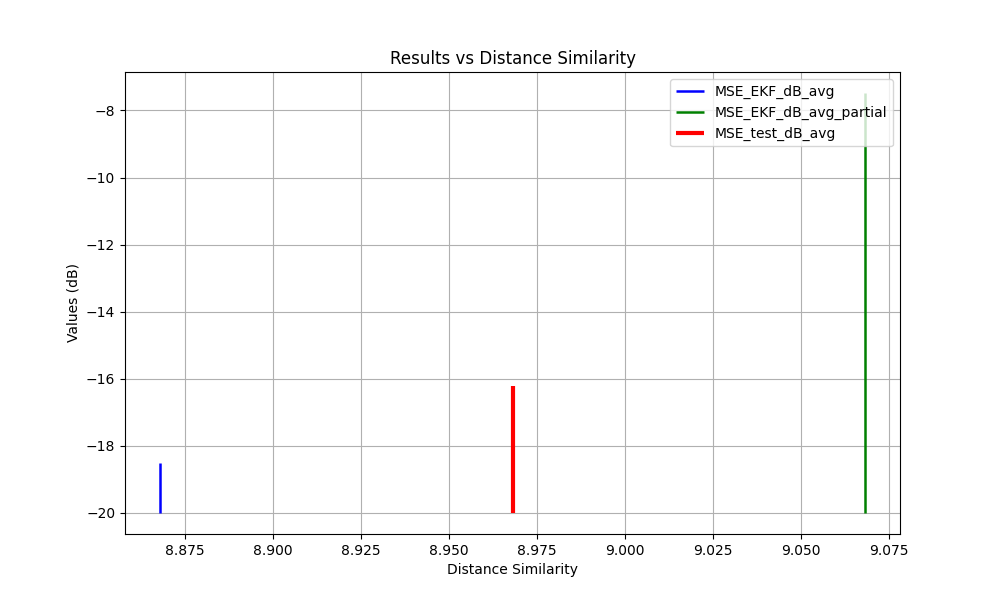 Results vs Distance Similarity
MSE_EKF_dB_avg
MSE_EKF_dB_avg_partial
MSE_test_dB_avg
−8
−10
−12
−14
−16
−18
−20
Values (dB)
8.875 8.900 8.925 8.950 8.975 9.000 9.025 9.050 9.075
Distance Similarity